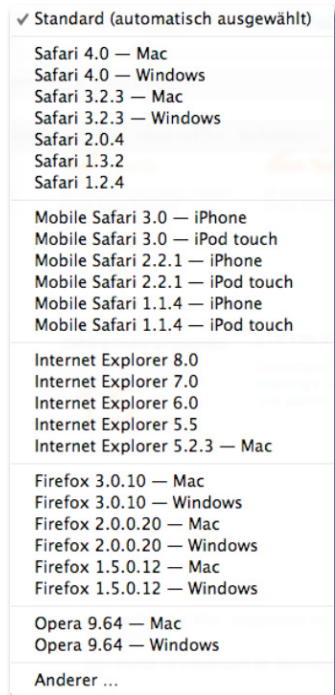 ✓ Standard (automatisch ausgewählt)
Safari 4.0 — Mac
Safari 4.0 — Windows
Safari 3.2.3 — Mac
Safari 3.2.3 — Windows
Safari 2.0.4
Safari 1.3.2
Safari 1.2.4
Mobile Safari 3.0 — iPhone
Mobile Safari 3.0 — iPod touch
Mobile Safari 2.2.1 — iPhone
Mobile Safari 2.2.1 — iPod touch
Mobile Safari 1.1.4 — iPhone
Mobile Safari 1.1.4 — iPod touch
Internet Explorer 8.0
Internet Explorer 7.0
Internet Explorer 6.0
Internet Explorer 5.5
Internet Explorer 5.2.3 — Mac
Firefox 3.0.10 — Mac
Firefox 3.0.10 — Windows
Firefox 2.0.0.20 — Mac
Firefox 2.0.0.20 — Windows
Firefox 1.5.0.12 — Mac
Firefox 1.5.0.12 — Windows
Opera 9.64 — Mac
Opera 9.64 — Windows
Anderer ...